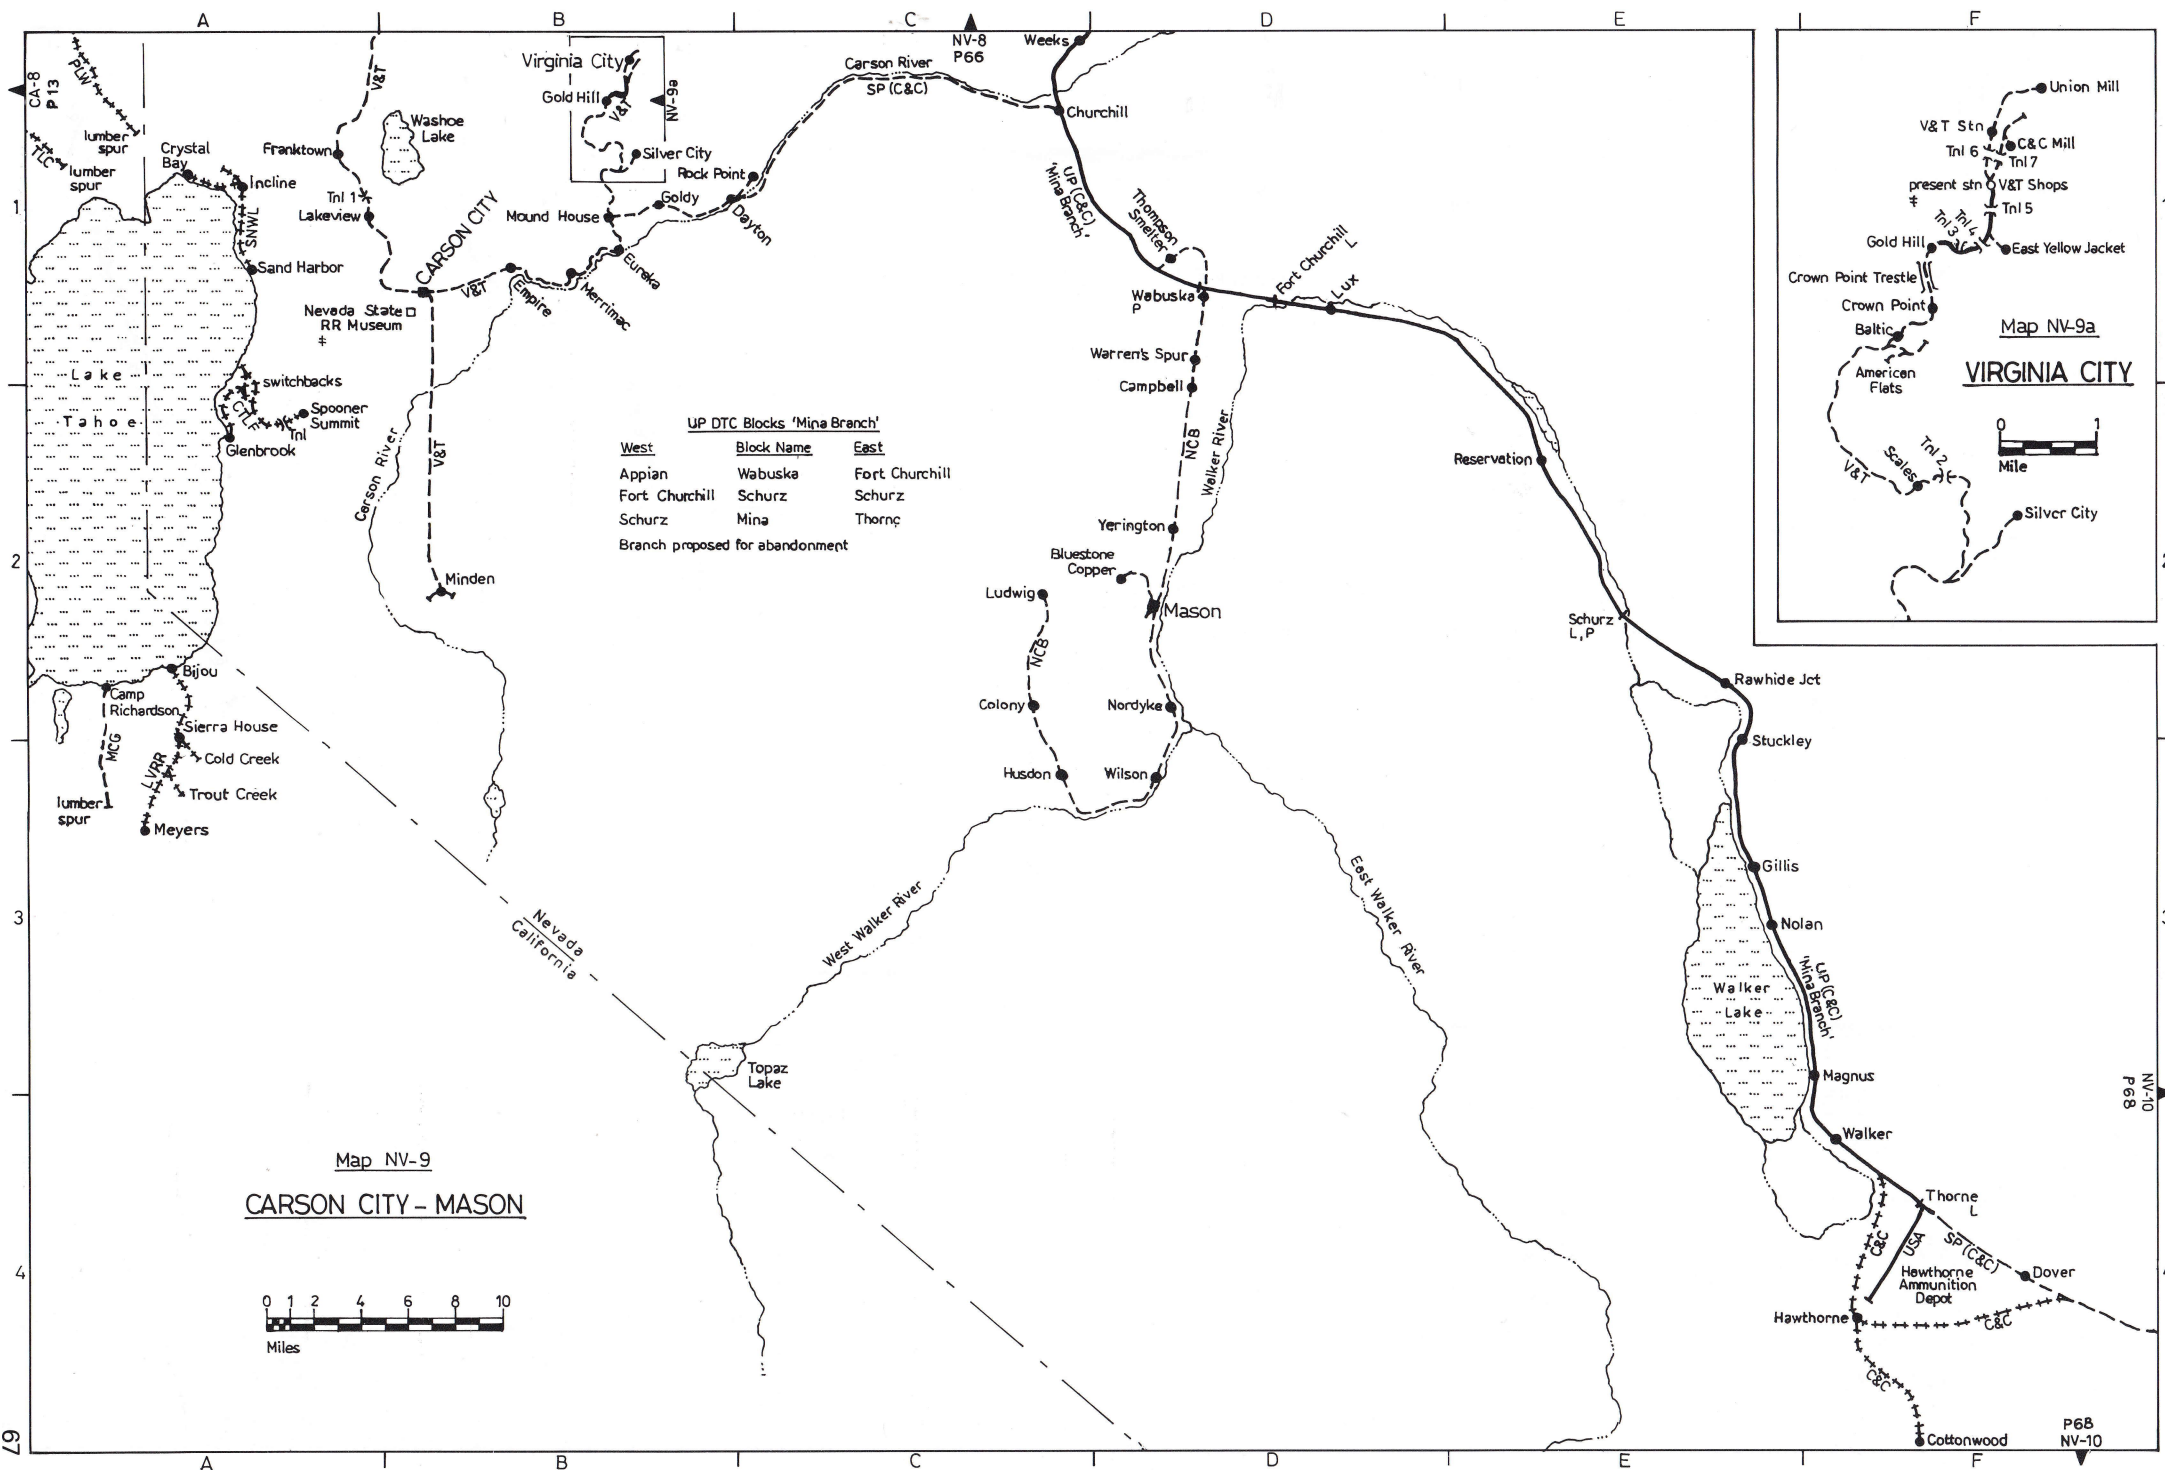 A
B
C
D
E
F
NV-8
P66
CA-8
P 13
PLW
TLC
lumber
spur
lumber
spur
V&T
Washoe
Lake
Franktown
Crystal
Bay
Incline
SNWL
Sand Harbor
Tnl 1
Lakeview
CARSON CITY
Nevada State
RR Museum
V&T
Empire
Merrimac
Eureka
Mound House
Virginia City
Gold Hill
V&T
NV-9a
Silver City
Rock Point
Goldy
Dayton
Carson River
SP (C&C)
Weeks
Churchill
UP (C&C)
'Mina Branch'
Thompson
Smelter
Wabuska
P
Fort Churchill
L
Lux
Warren's Spur
Campbell
NCB
Walker River
Reservation
Yerington
Bluestone
Copper
Mason
Ludwig
NCB
Colony
Husdon
Nordyke
Wilson
Schurz
L,P
Rawhide Jct
Stuckley
Gillis
Nolan
UP (C&C)
'Mina Branch'
Walker
Lake
Magnus
Walker
Thorne
L
C&C
USA
SP (C&C)
Dover
Hawthorne
Ammunition
Depot
Hawthorne
C&C
C&C
Cottonwood
P68
NV-10
NV-10
P68
1
2
3
4
Lake
Tahoe
switchbacks
CTLF
Tnl
Spooner
Summit
Glenbrook
Carson River
V&T
Minden
UP DTC Blocks 'Mina Branch'
West Block Name East
Appian Wabuska Fort Churchill
Fort Churchill Schurz Schurz
Schurz Mina Thorne
Branch proposed for abandonment
Bijou
Camp
Richardson
MCG
lumber
spur
Sierra House
Cold Creek
LVRR
Trout Creek
Meyers
Nevada
California
West Walker River
East Walker River
Topaz
Lake
Map NV-9
CARSON CITY – MASON
0 1 2 4 6 8 10
Miles
67
A
B
C
D
E
F
Union Mill
V&T Stn
C&C Mill
Tnl 6
Tnl 7
present stn
V&T Shops
Tnl 5
Tnl 4
Tnl 3
Gold Hill
East Yellow Jacket
Crown Point Trestle
Crown Point
Baltic
American
Flats
Map NV-9a
VIRGINIA CITY
0 1
Mile
V&T
Scales
Tnl 2
Silver City